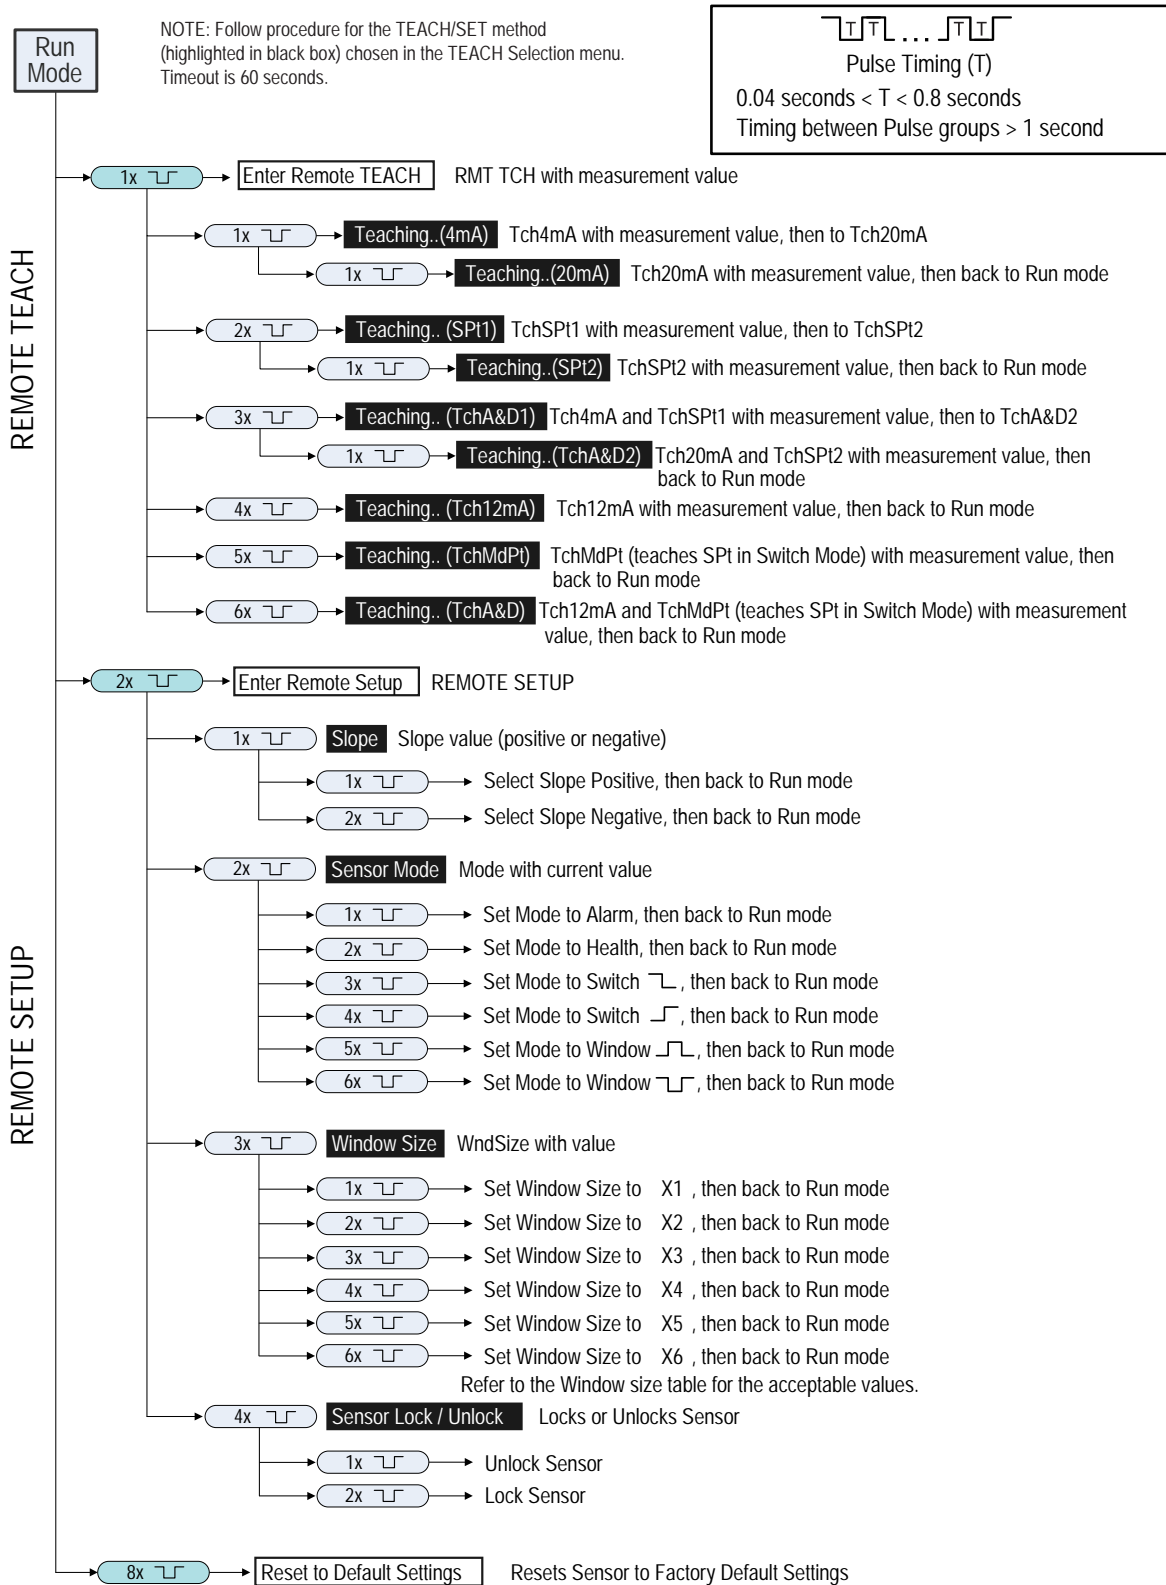 Run
Mode
NOTE: Follow procedure for the TEACH/SET method
(highlighted in black box) chosen in the TEACH Selection menu.
Timeout is 60 seconds.
T T ... T T
Pulse Timing (T)
0.04 seconds < T < 0.8 seconds
Timing between Pulse groups > 1 second
REMOTE TEACH
1x Enter Remote TEACH RMT TCH with measurement value
1x Teaching..(4mA) Tch4mA with measurement value, then to Tch20mA
1x Teaching..(20mA) Tch20mA with measurement value, then back to Run mode
2x Teaching.. (SPt1) TchSPt1 with measurement value, then to TchSPt2
1x Teaching..(SPt2) TchSPt2 with measurement value, then back to Run mode
3x Teaching..(TchA&D1) Tch4mA and TchSPt1 with measurement value, then to TchA&D2
1x Teaching..(TchA&D2) Tch20mA and TchSPt2 with measurement value, then
back to Run mode
4x Teaching.. (Tch12mA) Tch12mA with measurement value, then back to Run mode
5x Teaching.. (TchMdPt) TchMdPt (teaches SPt in Switch Mode) with measurement value, then
back to Run mode
6x Teaching.. (TchA&D) Tch12mA and TchMdPt (teaches SPt in Switch Mode) with measurement
value, then back to Run mode
REMOTE SETUP
2x Enter Remote Setup REMOTE SETUP
1x Slope Slope value (positive or negative)
1x Select Slope Positive, then back to Run mode
2x Select Slope Negative, then back to Run mode
2x Sensor Mode Mode with current value
1x Set Mode to Alarm, then back to Run mode
2x Set Mode to Health, then back to Run mode
3x Set Mode to Switch , then back to Run mode
4x Set Mode to Switch , then back to Run mode
5x Set Mode to Window , then back to Run mode
6x Set Mode to Window , then back to Run mode
3x Window Size WndSize with value
1x Set Window Size to X1 , then back to Run mode
2x Set Window Size to X2 , then back to Run mode
3x Set Window Size to X3 , then back to Run mode
4x Set Window Size to X4 , then back to Run mode
5x Set Window Size to X5 , then back to Run mode
6x Set Window Size to X6 , then back to Run mode
Refer to the Window size table for the acceptable values.
4x Sensor Lock / Unlock Locks or Unlocks Sensor
1x Unlock Sensor
2x Lock Sensor
8x Reset to Default Settings Resets Sensor to Factory Default Settings